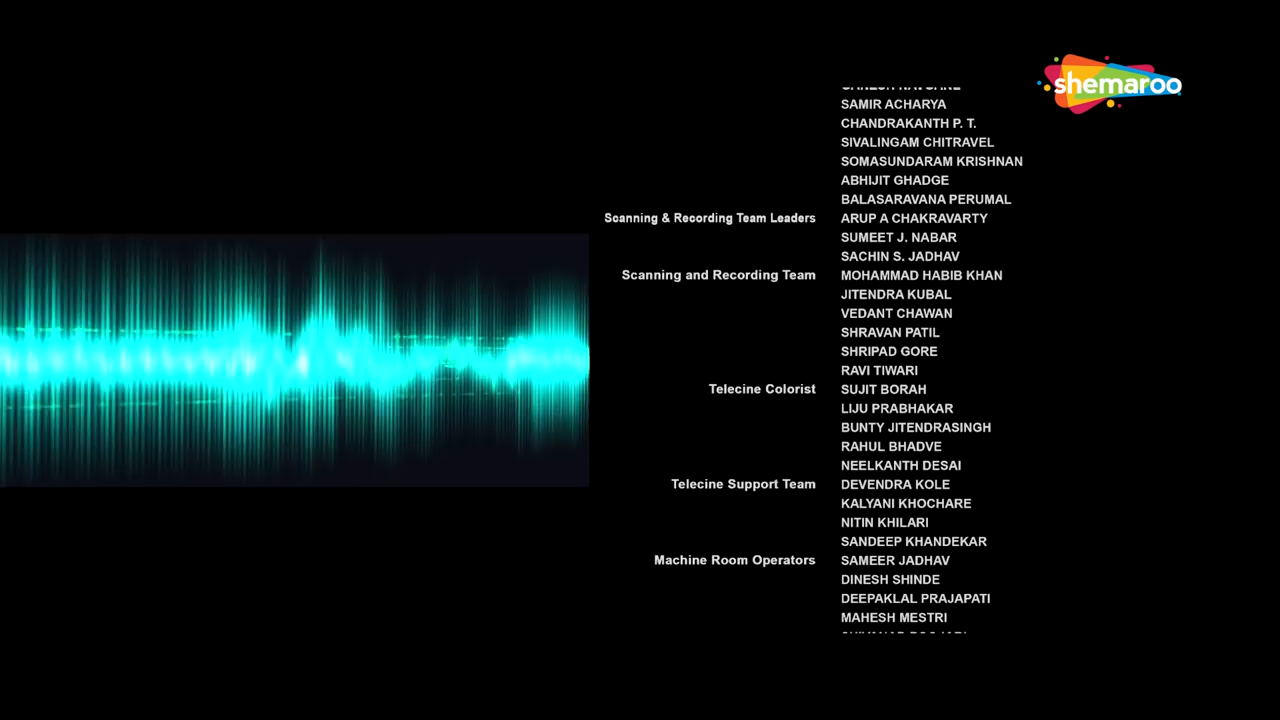 shemaroo
SAMIR ACHARYA
CHANDRAKANTH P. T.
SIVALINGAM CHITRAVEL
SOMASUNDARAM KRISHNAN
ABHIJIT GHADGE
BALASARAVANA PERUMAL
Scanning & Recording Team Leaders ARUP A CHAKRAVARTY
SUMEET J. NABAR
SACHIN S. JADHAV
Scanning and Recording Team MOHAMMAD HABIB KHAN
JITENDRA KUBAL
VEDANT CHAWAN
SHRAVAN PATIL
SHRIPAD GORE
RAVI TIWARI
Telecine Colorist SUJIT BORAH
LIJU PRABHAKAR
BUNTY JITENDRASINGH
RAHUL BHADVE
NEELKANTH DESAI
Telecine Support Team DEVENDRA KOLE
KALYANI KHOCHARE
NITIN KHILARI
SANDEEP KHANDEKAR
Machine Room Operators SAMEER JADHAV
DINESH SHINDE
DEEPAKLAL PRAJAPATI
MAHESH MESTRI